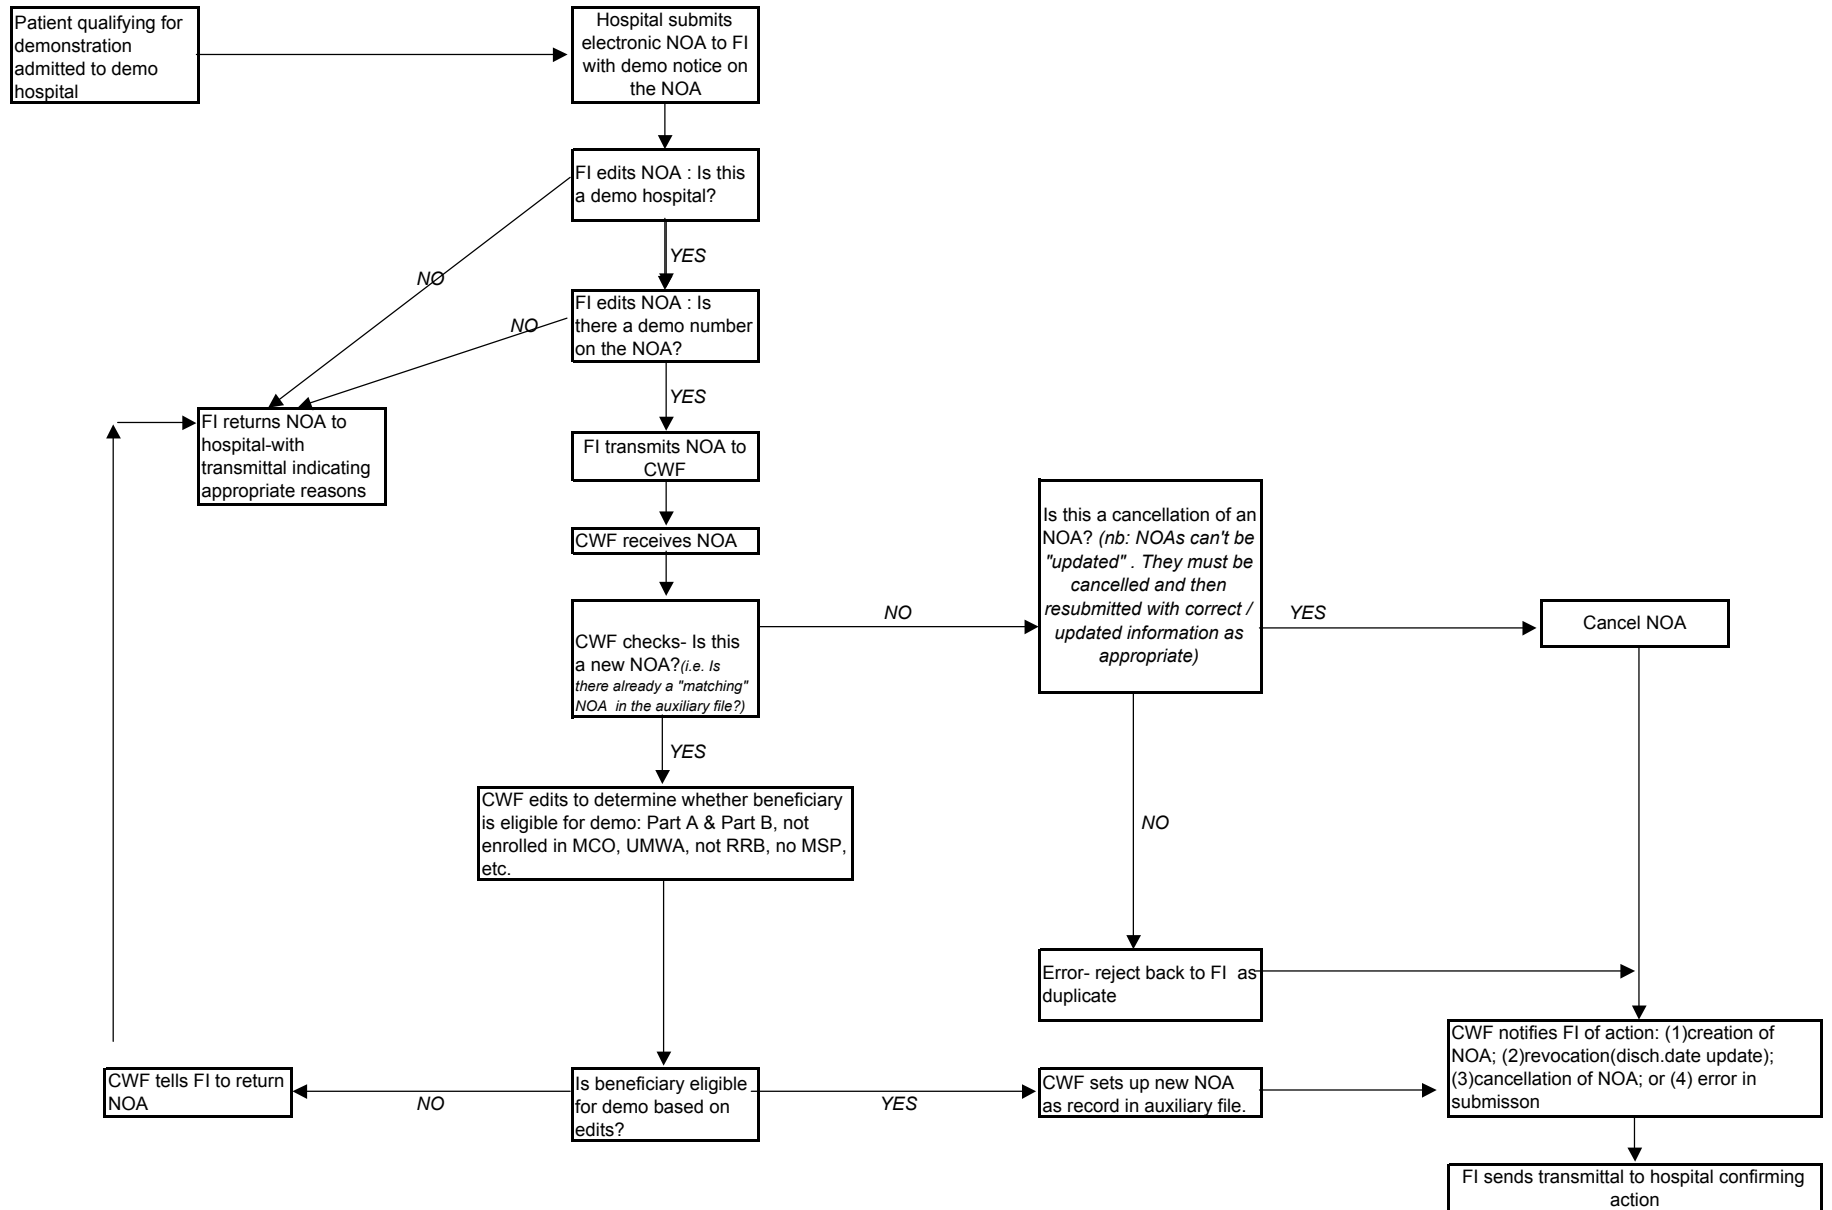 Patient qualifying for
demonstration
admitted to demo
hospital
Hospital submits
electronic NOA to FI
with demo notice on
the NOA
FI edits NOA : Is this
a demo hospital?
YES
NO
FI edits NOA : Is
there a demo number
on the NOA?
NO
YES
FI returns NOA to
hospital-with
transmittal indicating
appropriate reasons
FI transmits NOA to
CWF
CWF receives NOA
CWF checks- Is this
a new NOA?(i.e. Is
there already a "matching"
NOA in the auxiliary file?)
NO
Is this a cancellation of an
NOA? (nb: NOAs can't be
"updated" . They must be
cancelled and then
resubmitted with correct /
updated information as
appropriate)
YES
Cancel NOA
YES
CWF edits to determine whether beneficiary
is eligible for demo: Part A & Part B, not
enrolled in MCO, UMWA, not RRB, no MSP,
etc.
NO
Error- reject back to FI as
duplicate
CWF notifies FI of action: (1)creation of
NOA; (2)revocation(disch.date update);
(3)cancellation of NOA; or (4) error in
submisson
CWF tells FI to return
NOA
NO
Is beneficiary eligible
for demo based on
edits?
YES
CWF sets up new NOA
as record in auxiliary file.
FI sends transmittal to hospital confirming
action